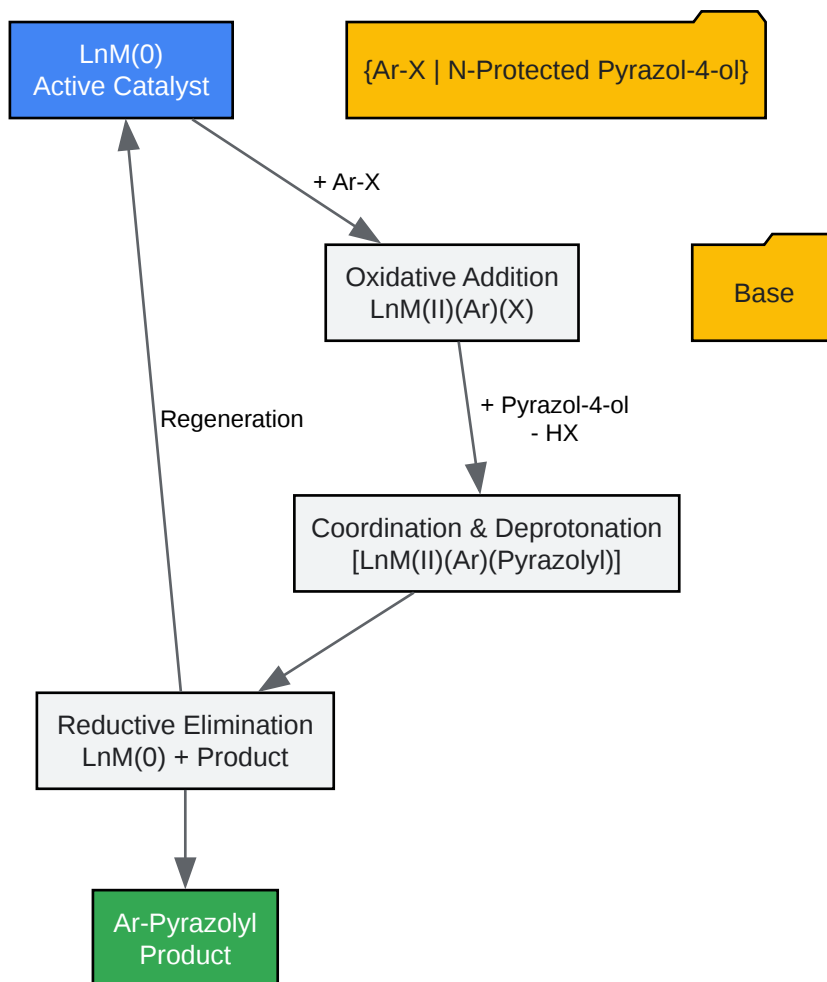 LnM(0)
Active Catalyst
{Ar-X | N-Protected Pyrazol-4-ol}
+ Ar-X
Oxidative Addition
LnM(II)(Ar)(X)
Base
+ Pyrazol-4-ol
- HX
Regeneration
Coordination & Deprotonation
[LnM(II)(Ar)(Pyrazolyl)]
Reductive Elimination
LnM(0) + Product
Ar-Pyrazolyl
Product